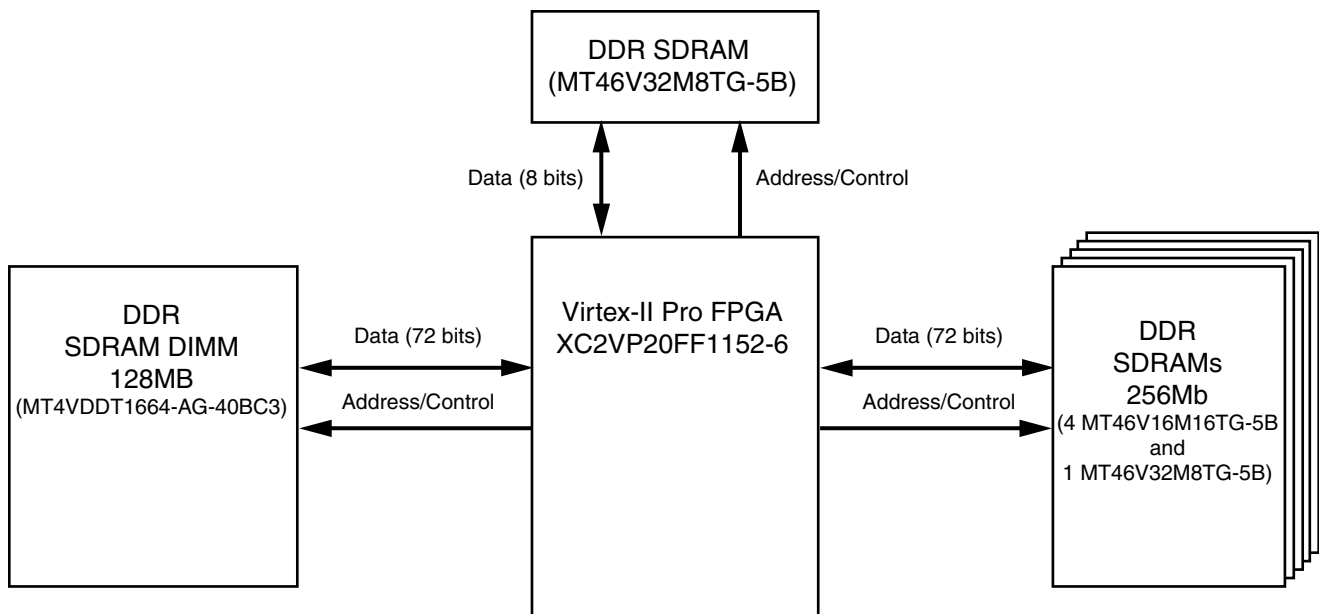 DDR SDRAM
(MT46V32M8TG-5B)
Data (8 bits)
Address/Control
DDR
SDRAM DIMM
128MB
(MT4VDDT1664-AG-40BC3)
Data (72 bits)
Address/Control
Virtex-II Pro FPGA
XC2VP20FF1152-6
Data (72 bits)
Address/Control
DDR
SDRAMs
256Mb
(4 MT46V16M16TG-5B
and
1 MT46V32M8TG-5B)